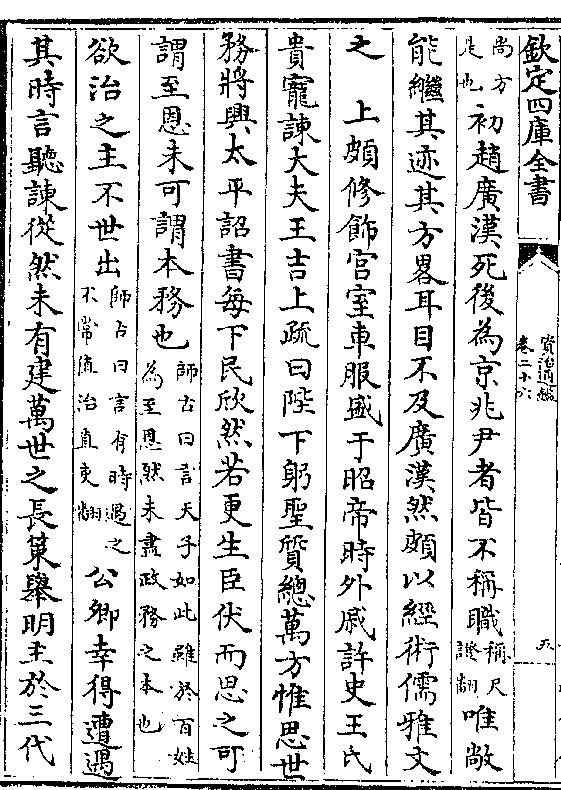 欽定四庫全書
資治通鑑
卷二十六
五
尚方是也初趙廣漢死後為京兆尹者皆不稱職稱尺證翻唯敞
能繼其迹其方畧耳目不及廣漢然頗以經術儒雅文
之　上頗修飾宫室車服盛于昭帝時外戚許史王氏
貴寵諫大夫王吉上疏曰陛下躬聖質總萬方惟思世
務將興太平詔書每下民欣然若更生臣伏而思之可
謂至恩未可謂本務也師古曰言天子如此雖於百姓為至恩然未盡政務之本也
欲治之主不世出師古曰言有時遇之不常值治直吏翻公卿幸得遭遇
其時言聽諫從然未有建萬世之長策舉明主於三代